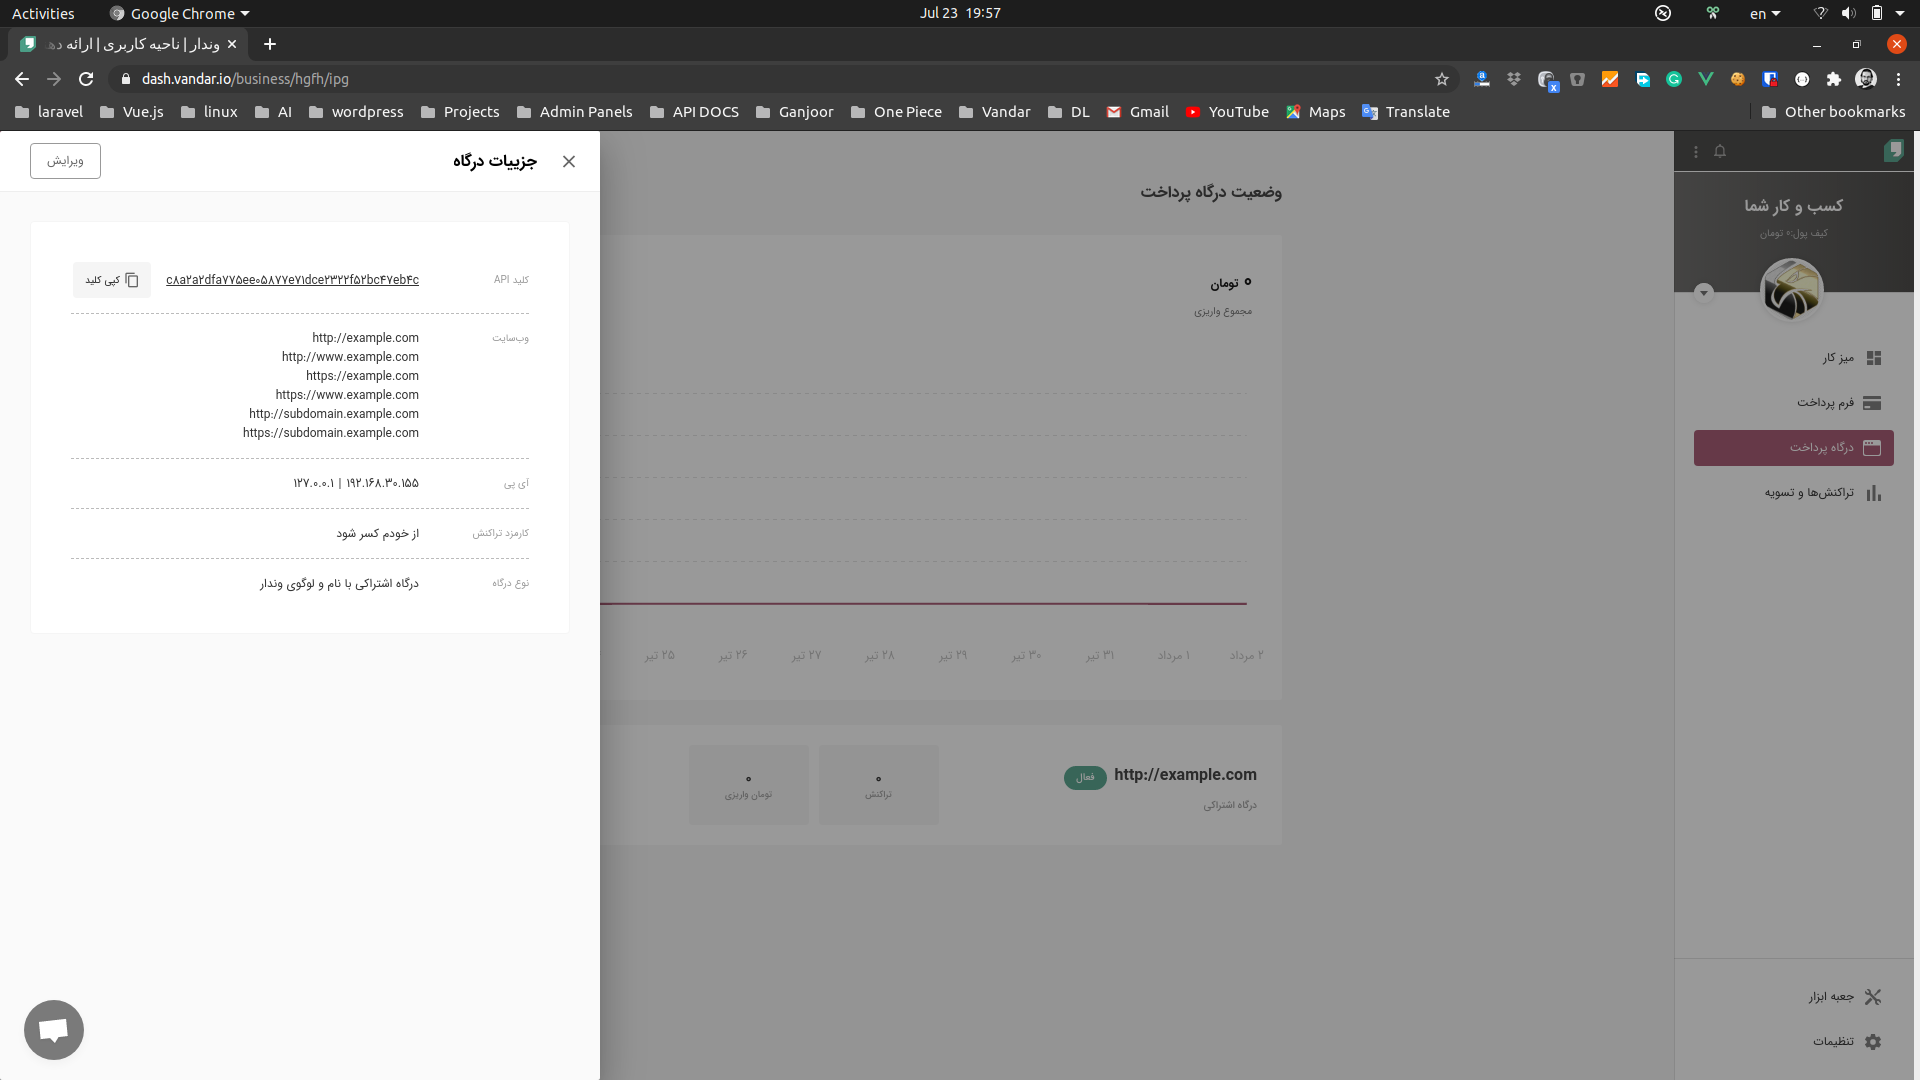 Activities
Google Chrome
Jul 23 19:57
en
وندار | ناحیه کاربری | ارائه دهـ
dash.vandar.io/business/hgfh/ipg
laravel
Vue.js
linux
AI
wordpress
Projects
Admin Panels
API DOCS
Ganjoor
One Piece
Vandar
DL
Gmail
YouTube
Maps
Translate
Other bookmarks
جزییات درگاه
ویرایش
کلید API
c۸a۲a۲dfa۷۷۵ee۰۵۸۷۷e۷۱dce۲۳۲۲f۵۲bc۴۷eb۴c
کپی کلید
وب‌سایت
http://example.com
http://www.example.com
https://example.com
https://www.example.com
http://subdomain.example.com
https://subdomain.example.com
آی پی
۱۹۲.۱۶۸.۳۰.۱۵۵ | ۱۲۷.۰.۰.۱
کارمزد تراکنش
از خودم کسر شود
نوع درگاه
درگاه اشتراکی با نام و لوگوی وندار
وضعیت درگاه پرداخت
۰ تومان
مجموع واریزی
۲ مرداد
۱ مرداد
۳۱ تیر
۳۰ تیر
۲۹ تیر
۲۸ تیر
۲۷ تیر
۲۶ تیر
۲۵ تیر
http://example.com
فعال
درگاه اشتراکی
۰
تراکنش
۰
تومان واریزی
کسب و کار شما
کیف پول:۰ تومان
میز کار
فرم پرداخت
درگاه پرداخت
تراکنش‌ها و تسویه
جعبه ابزار
تنظیمات